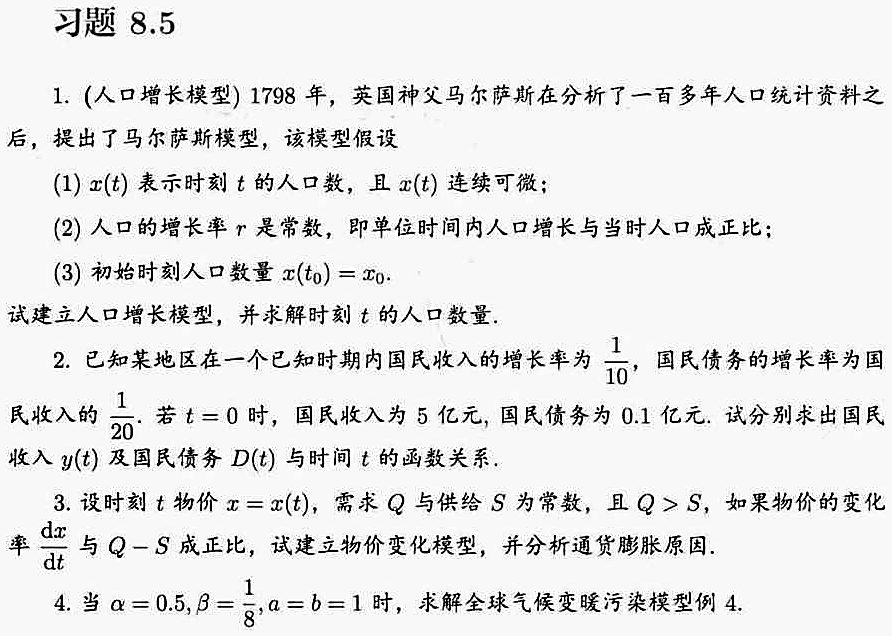 习题 8.5
1. (人口增长模型) 1798 年，英国神父马尔萨斯在分析了一百多年人口统计资料之
后，提出了马尔萨斯模型，该模型假设
(1) x(t) 表示时刻 t 的人口数，且 x(t) 连续可微；
(2) 人口的增长率 r 是常数，即单位时间内人口增长与当时人口成正比；
(3) 初始时刻人口数量 x(t₀) = x₀.
试建立人口增长模型，并求解时刻 t 的人口数量.
2. 已知某地区在一个已知时期内国民收入的增长率为 1/10，国民债务的增长率为国
民收入的 1/20. 若 t = 0 时，国民收入为 5 亿元, 国民债务为 0.1 亿元. 试分别求出国民
收入 y(t) 及国民债务 D(t) 与时间 t 的函数关系.
3. 设时刻 t 物价 x = x(t)，需求 Q 与供给 S 为常数，且 Q > S，如果物价的变化
率 dx/dt 与 Q − S 成正比，试建立物价变化模型，并分析通货膨胀原因.
4. 当 α = 0.5, β = 1/8, a = b = 1 时，求解全球气候变暖污染模型例 4.